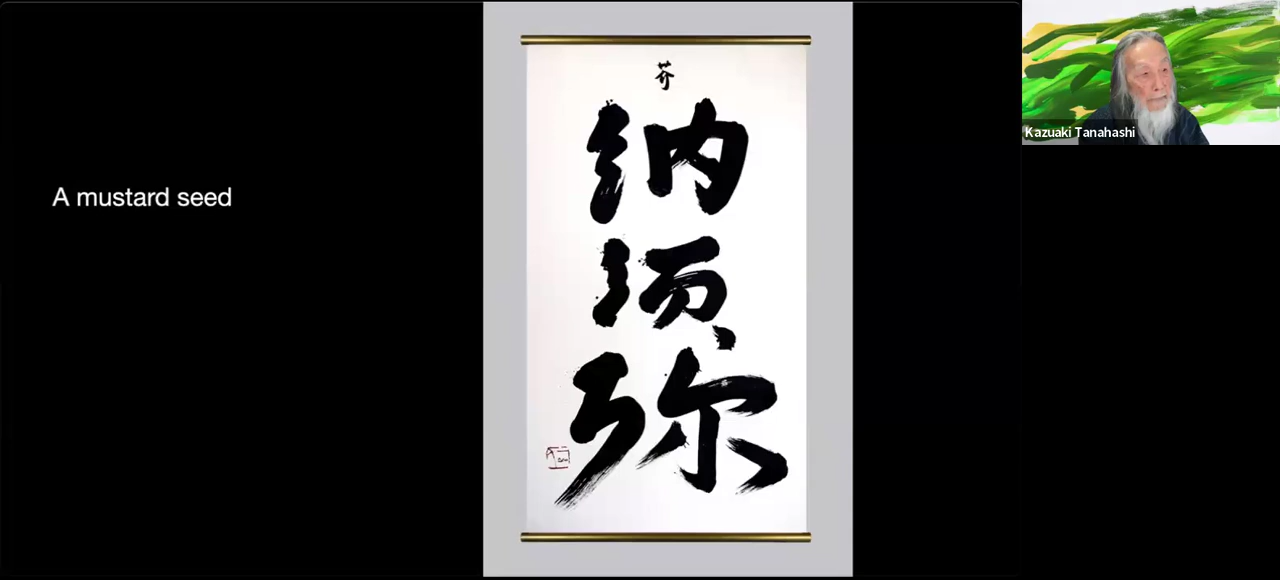 A mustard seed
芥
納
須
弥
Kazuaki Tanahashi